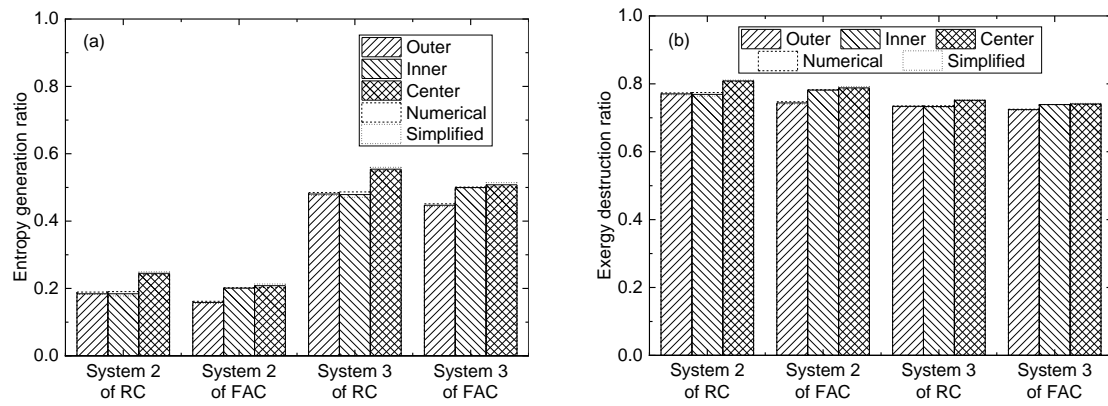 (a)
Outer
Inner
Center
Numerical
Simplified
Entropy generation ratio
1.0
0.8
0.6
0.4
0.2
0.0
System 2 of RC
System 2 of FAC
System 3 of RC
System 3 of FAC
(b)
Outer Inner Center
Numerical Simplified
Exergy destruction ratio
1.0
0.8
0.6
0.4
0.2
0.0
System 2 of RC
System 2 of FAC
System 3 of RC
System 3 of FAC